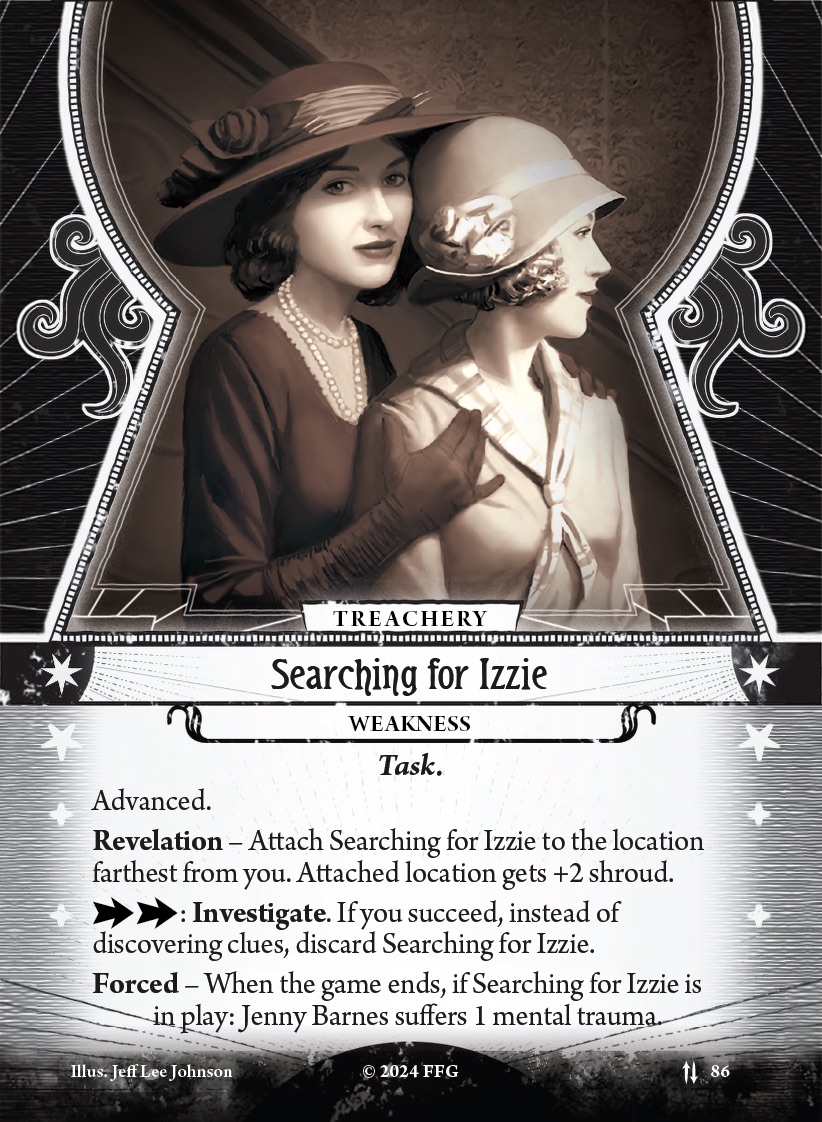 TREACHERY
Searching for Izzie
WEAKNESS
Task.
Advanced.
Revelation – Attach Searching for Izzie to the location
farthest from you. Attached location gets +2 shroud.
: Investigate. If you succeed, instead of
discovering clues, discard Searching for Izzie.
Forced – When the game ends, if Searching for Izzie is
in play: Jenny Barnes suffers 1 mental trauma.
Illus. Jeff Lee Johnson © 2024 FFG 86